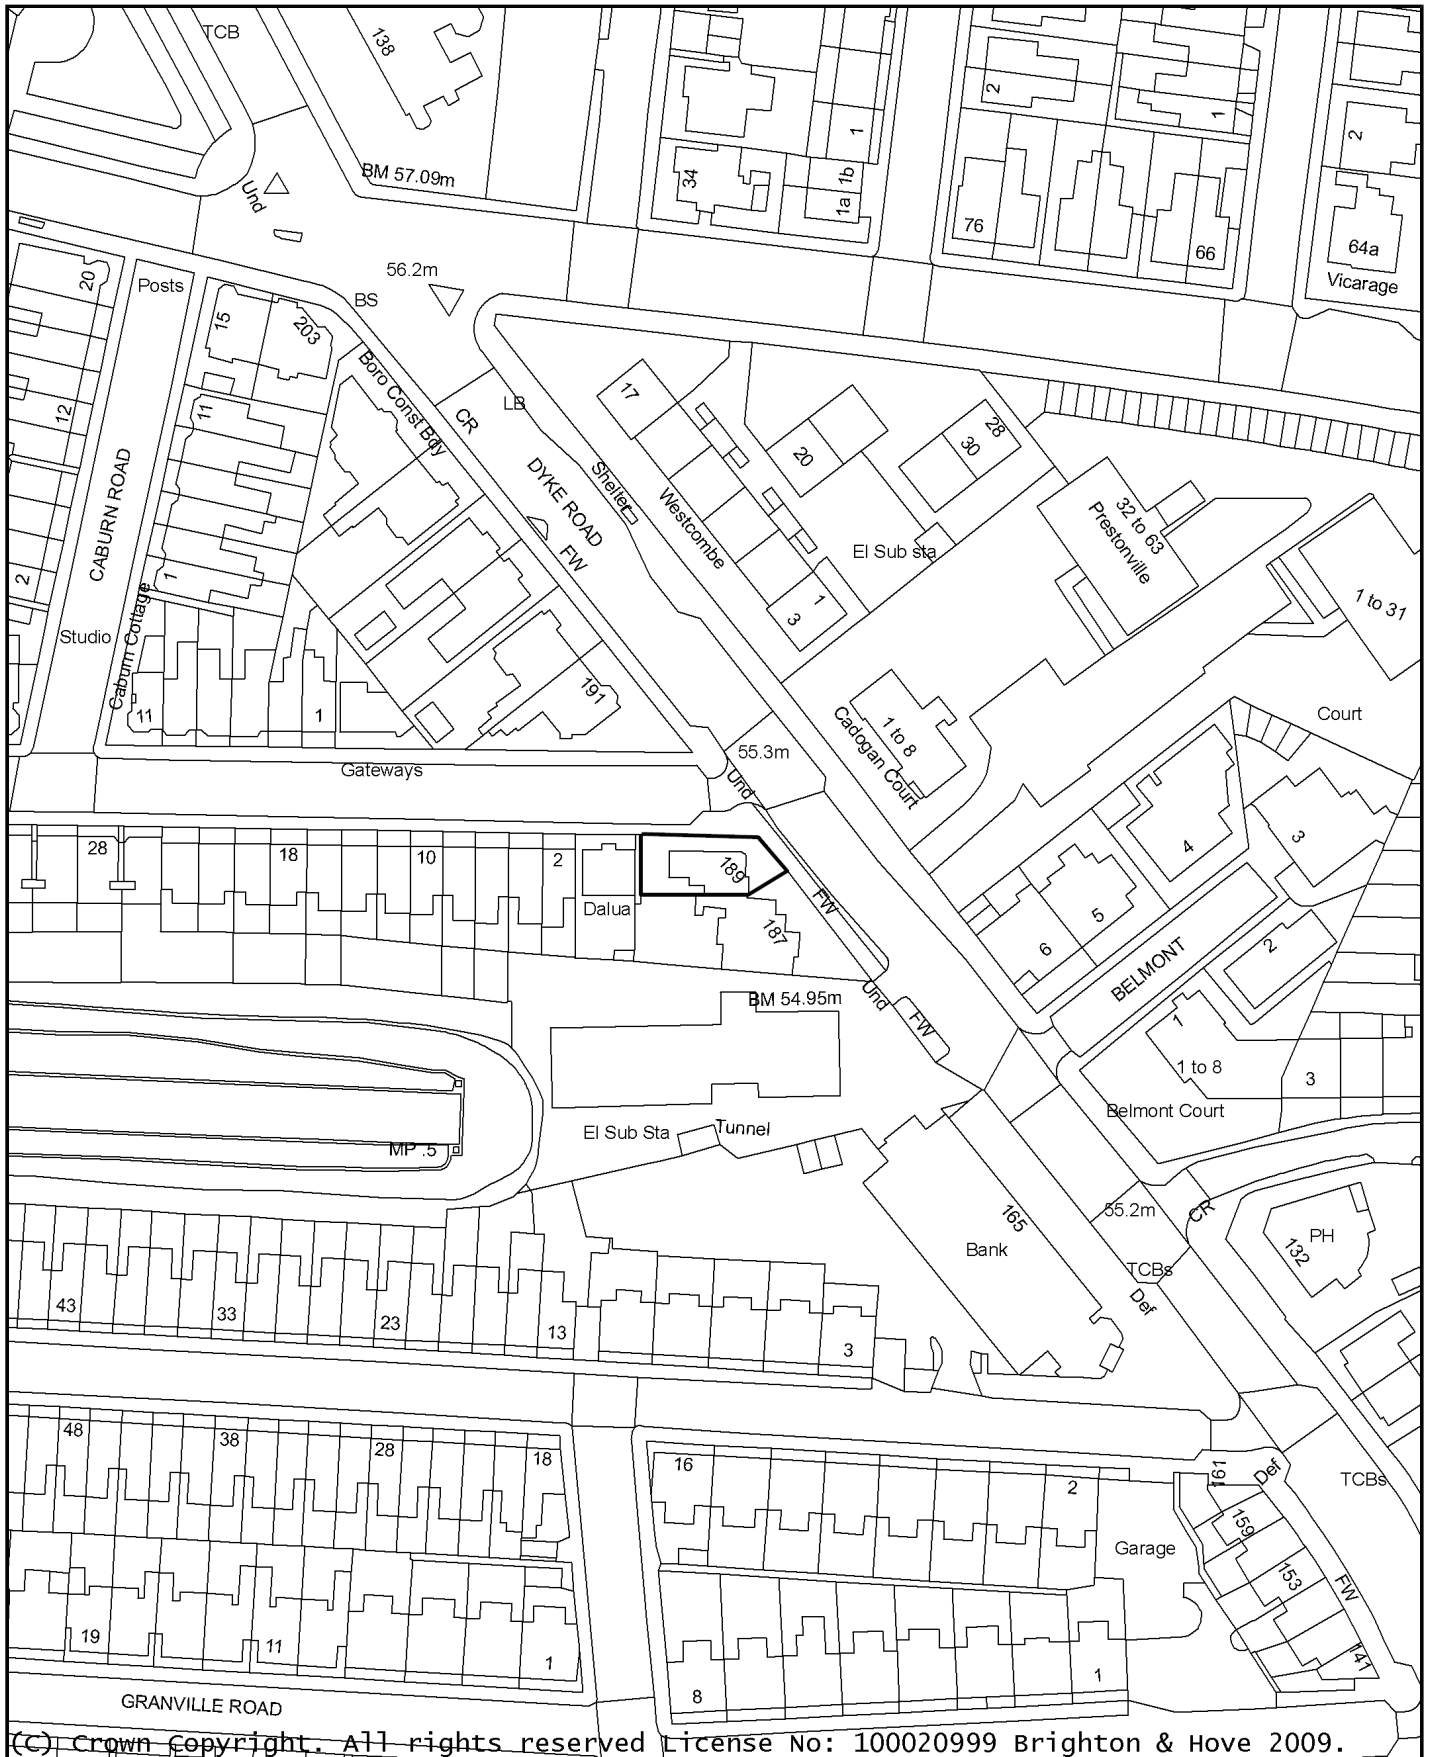 TCB
138
2
1
2
BM 57.09m
Und
34
1
1b
1a
76
66
64a
Vicarage
20
Posts
56.2m
BS
15
203
Boro Const Bdy
17
12
11
CR
LB
20
28
30
DYKE ROAD
Shelter
Westcombe
FW
CABURN ROAD
El Sub sta
32 to 63
Prestonville
1 to 31
2
1
1
3
Studio
Caburn Cottage
11
1
191
Cadogan Court
1 to 8
Court
55.3m
Gateways
Und
28
18
10
2
189
4
3
Dalua
187
FW
5
6
2
BELMONT
BM 54.95m
Und
FW
1
1 to 8
3
Belmont Court
El Sub Sta
Tunnel
MP .5
165
55.2m
CR
Bank
PH
132
TCBs
Def
43
33
23
13
3
48
38
28
18
16
2
161
Def
TCBs
159
Garage
153
FW
19
11
1
8
1
141
GRANVILLE ROAD
(C) Crown Copyright. All rights reserved License No: 100020999 Brighton & Hove 2009.